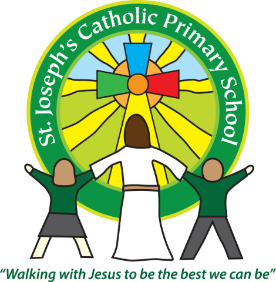 St. Joseph's Catholic Primary School
"Walking with Jesus to be the best we can be"